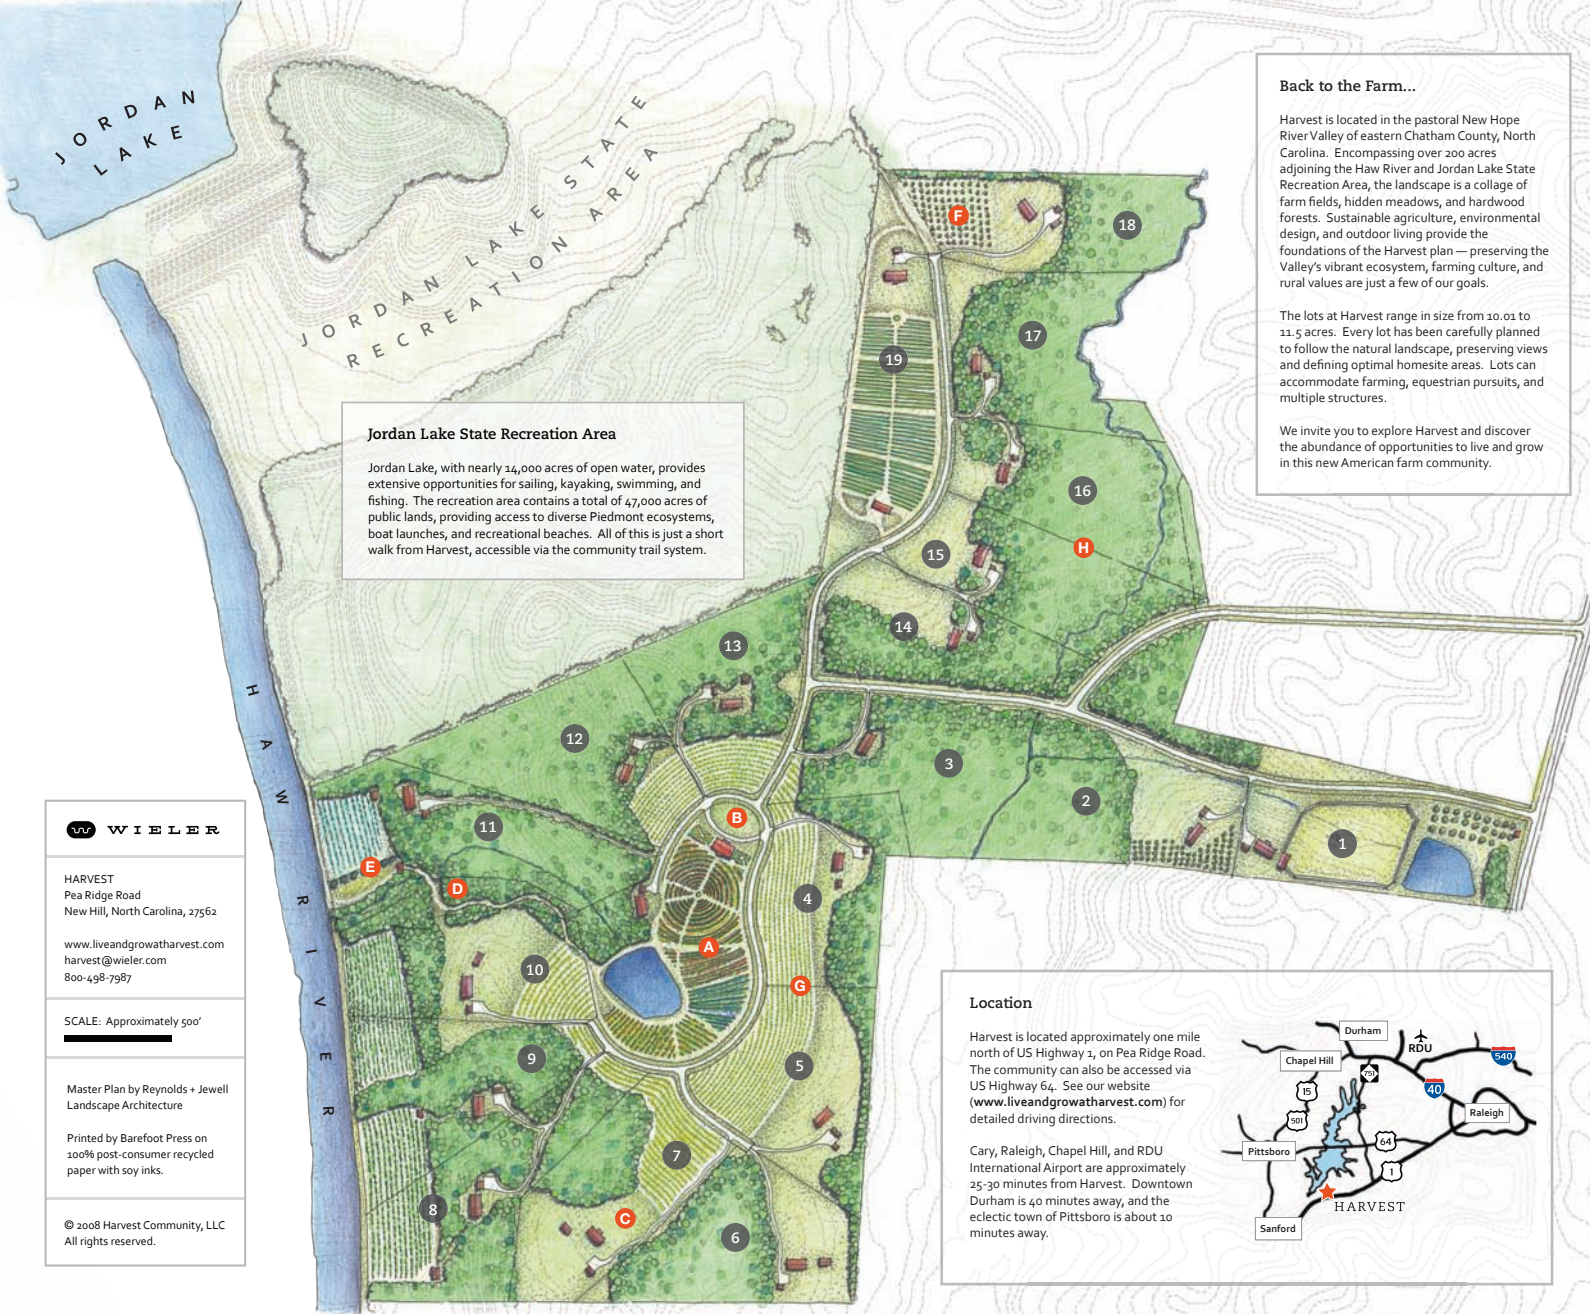 JORDAN
LAKE
JORDAN LAKE STATE
RECREATION AREA
Back to the Farm...
Harvest is located in the pastoral New Hope
River Valley of eastern Chatham County, North
Carolina. Encompassing over 200 acres
adjoining the Haw River and Jordan Lake State
Recreation Area, the landscape is a collage of
farm fields, hidden meadows, and hardwood
forests. Sustainable agriculture, environmental
design, and outdoor living provide the
foundations of the Harvest plan — preserving the
Valley's vibrant ecosystem, farming culture, and
rural values are just a few of our goals.
The lots at Harvest range in size from 10.01 to
11.5 acres. Every lot has been carefully planned
to follow the natural landscape, preserving views
and defining optimal homesite areas. Lots can
accommodate farming, equestrian pursuits, and
multiple structures.
We invite you to explore Harvest and discover
the abundance of opportunities to live and grow
in this new American farm community.
Jordan Lake State Recreation Area
Jordan Lake, with nearly 14,000 acres of open water, provides
extensive opportunities for sailing, kayaking, swimming, and
fishing. The recreation area contains a total of 47,000 acres of
public lands, providing access to diverse Piedmont ecosystems,
boat launches, and recreational beaches. All of this is just a short
walk from Harvest, accessible via the community trail system.
F
18
17
19
16
15
H
14
13
12
3
2
B
11
1
E
D
4
A
10
G
9
5
7
8
C
6
HAW RIVER
WIELER
HARVEST
Pea Ridge Road
New Hill, North Carolina, 27562
www.liveandgrowatharvest.com
harvest@wieler.com
800-498-7987
SCALE: Approximately 500'
Master Plan by Reynolds + Jewell
Landscape Architecture
Printed by Barefoot Press on
100% post-consumer recycled
paper with soy inks.
© 2008 Harvest Community, LLC
All rights reserved.
Location
Harvest is located approximately one mile
north of US Highway 1, on Pea Ridge Road.
The community can also be accessed via
US Highway 64. See our website
(www.liveandgrowatharvest.com) for
detailed driving directions.
Cary, Raleigh, Chapel Hill, and RDU
International Airport are approximately
25-30 minutes from Harvest. Downtown
Durham is 40 minutes away, and the
eclectic town of Pittsboro is about 10
minutes away.
Durham
RDU
Chapel Hill
540
751
40
15
501
Raleigh
64
Pittsboro
1
HARVEST
Sanford